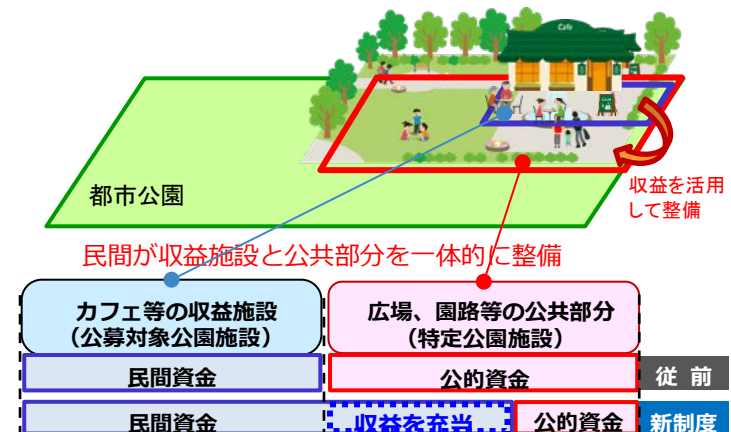 Cafe
都市公園
収益を活用
して整備
民間が収益施設と公共部分を一体的に整備
カフェ等の収益施設
（公募対象公園施設）
広場、園路等の公共部分
（特定公園施設）
民間資金
公的資金
従 前
民間資金
収益を充当
公的資金
新制度